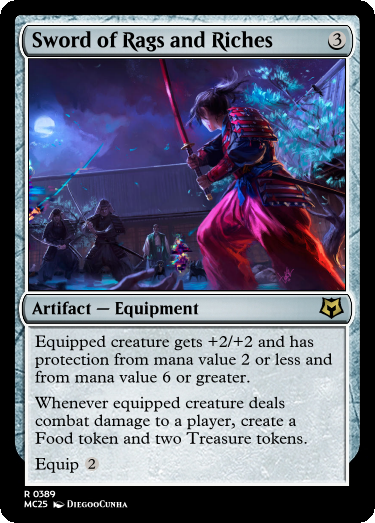 Sword of Rags and Riches 3
Artifact — Equipment
Equipped creature gets +2/+2 and has
protection from mana value 2 or less and
from mana value 6 or greater.
Whenever equipped creature deals
combat damage to a player, create a
Food token and two Treasure tokens.
Equip 2
R 0389
MC25 DiegooCunha